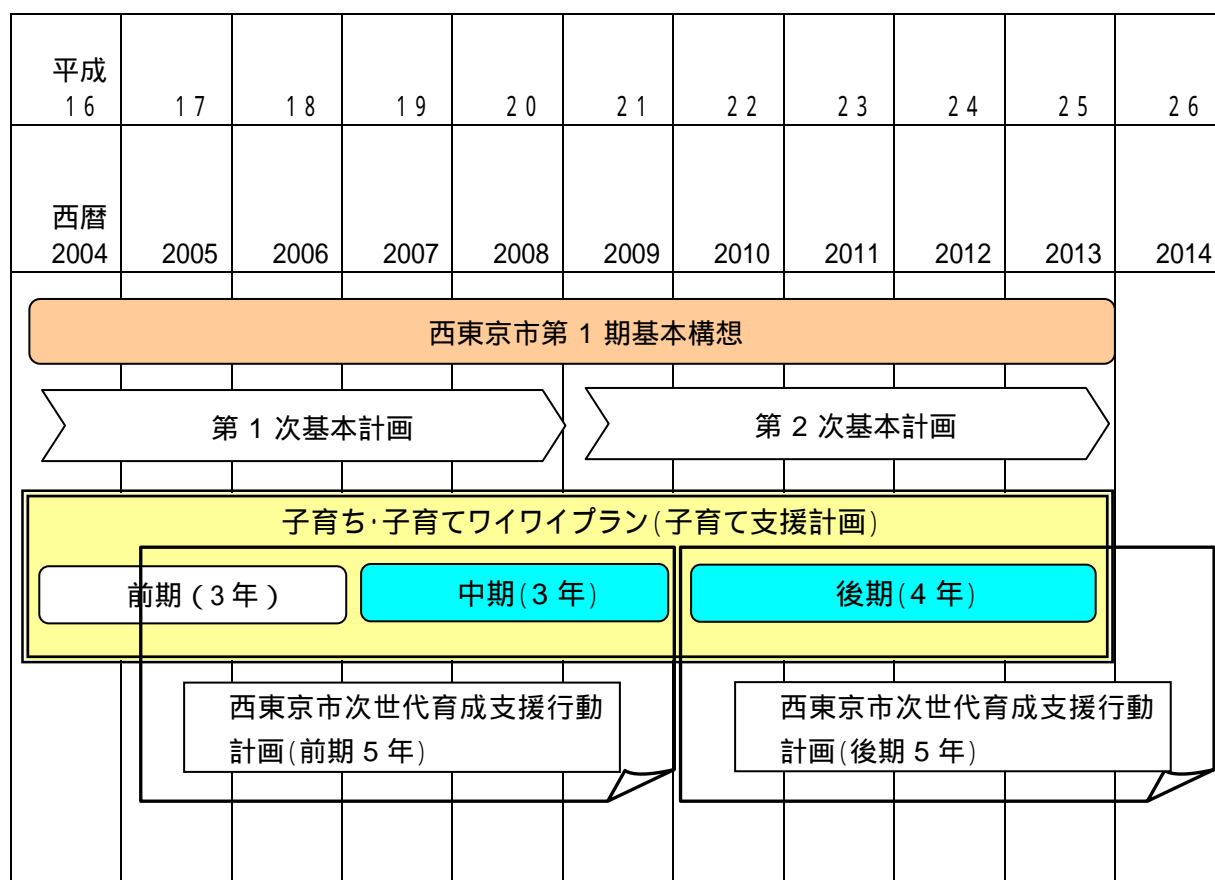 平成
16 17 18 19 20 21 22 23 24 25 26
西暦
2004 2005 2006 2007 2008 2009 2010 2011 2012 2013 2014
西東京市第 1 期基本構想
第 1 次基本計画 第 2 次基本計画
子育ち・子育てワイワイプラン(子育て支援計画)
前期(3年) 中期(3 年) 後期(4 年)
西東京市次世代育成支援行動
計画(前期 5 年)
西東京市次世代育成支援行動
計画(後期 5 年)